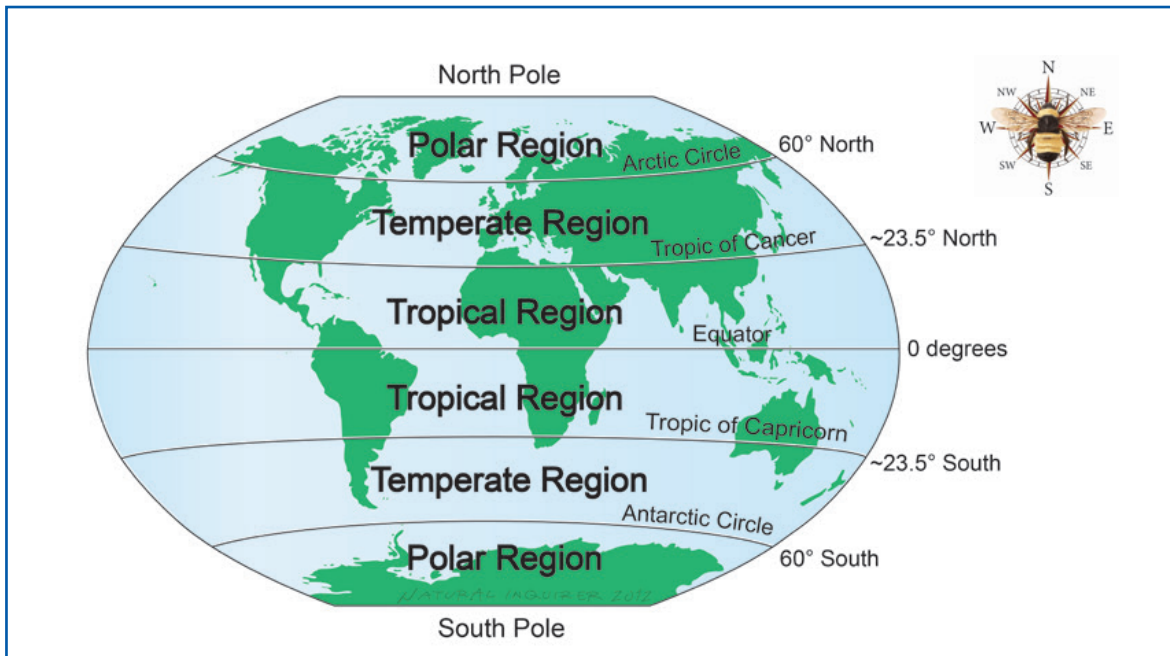 North Pole
N
NW
NE
W
E
SW
SE
S
Polar Region
60° North
Arctic Circle
Temperate Region
~23.5° North
Tropic of Cancer
Tropical Region
Equator
0 degrees
Tropical Region
Tropic of Capricorn
~23.5° South
Temperate Region
Antarctic Circle
60° South
Polar Region
NATURAL INQUIRER 2012
South Pole